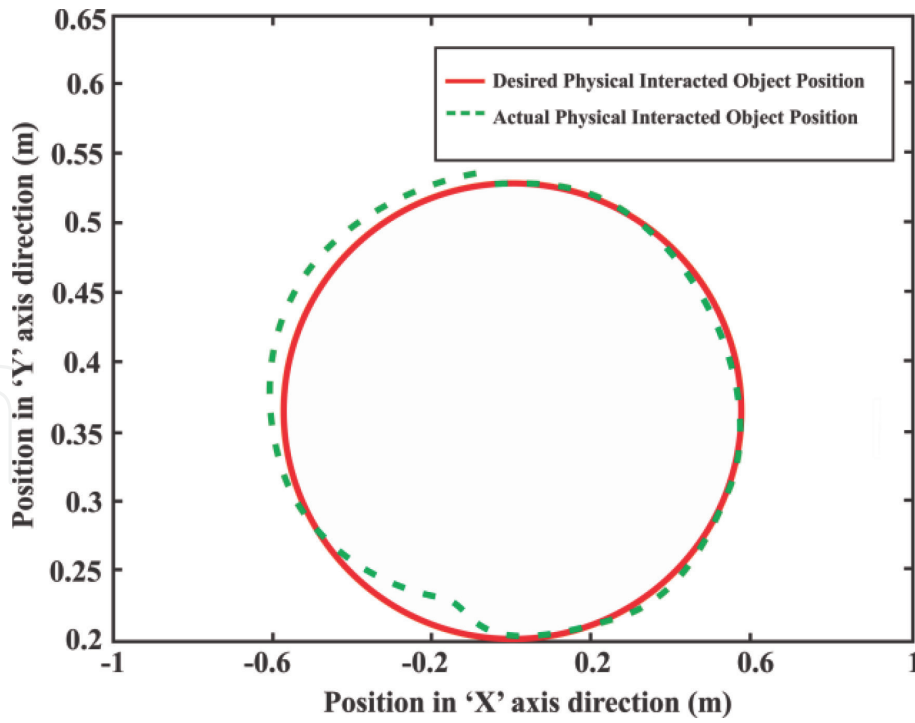 0.65
0.6
0.55
0.5
0.45
0.4
0.35
0.3
0.25
0.2
Position in ‘Y’ axis direction (m)
Desired Physical Interacted Object Position
Actual Physical Interacted Object Position
-1 -0.6 -0.2 0.2 0.6 1
Position in ‘X’ axis direction (m)